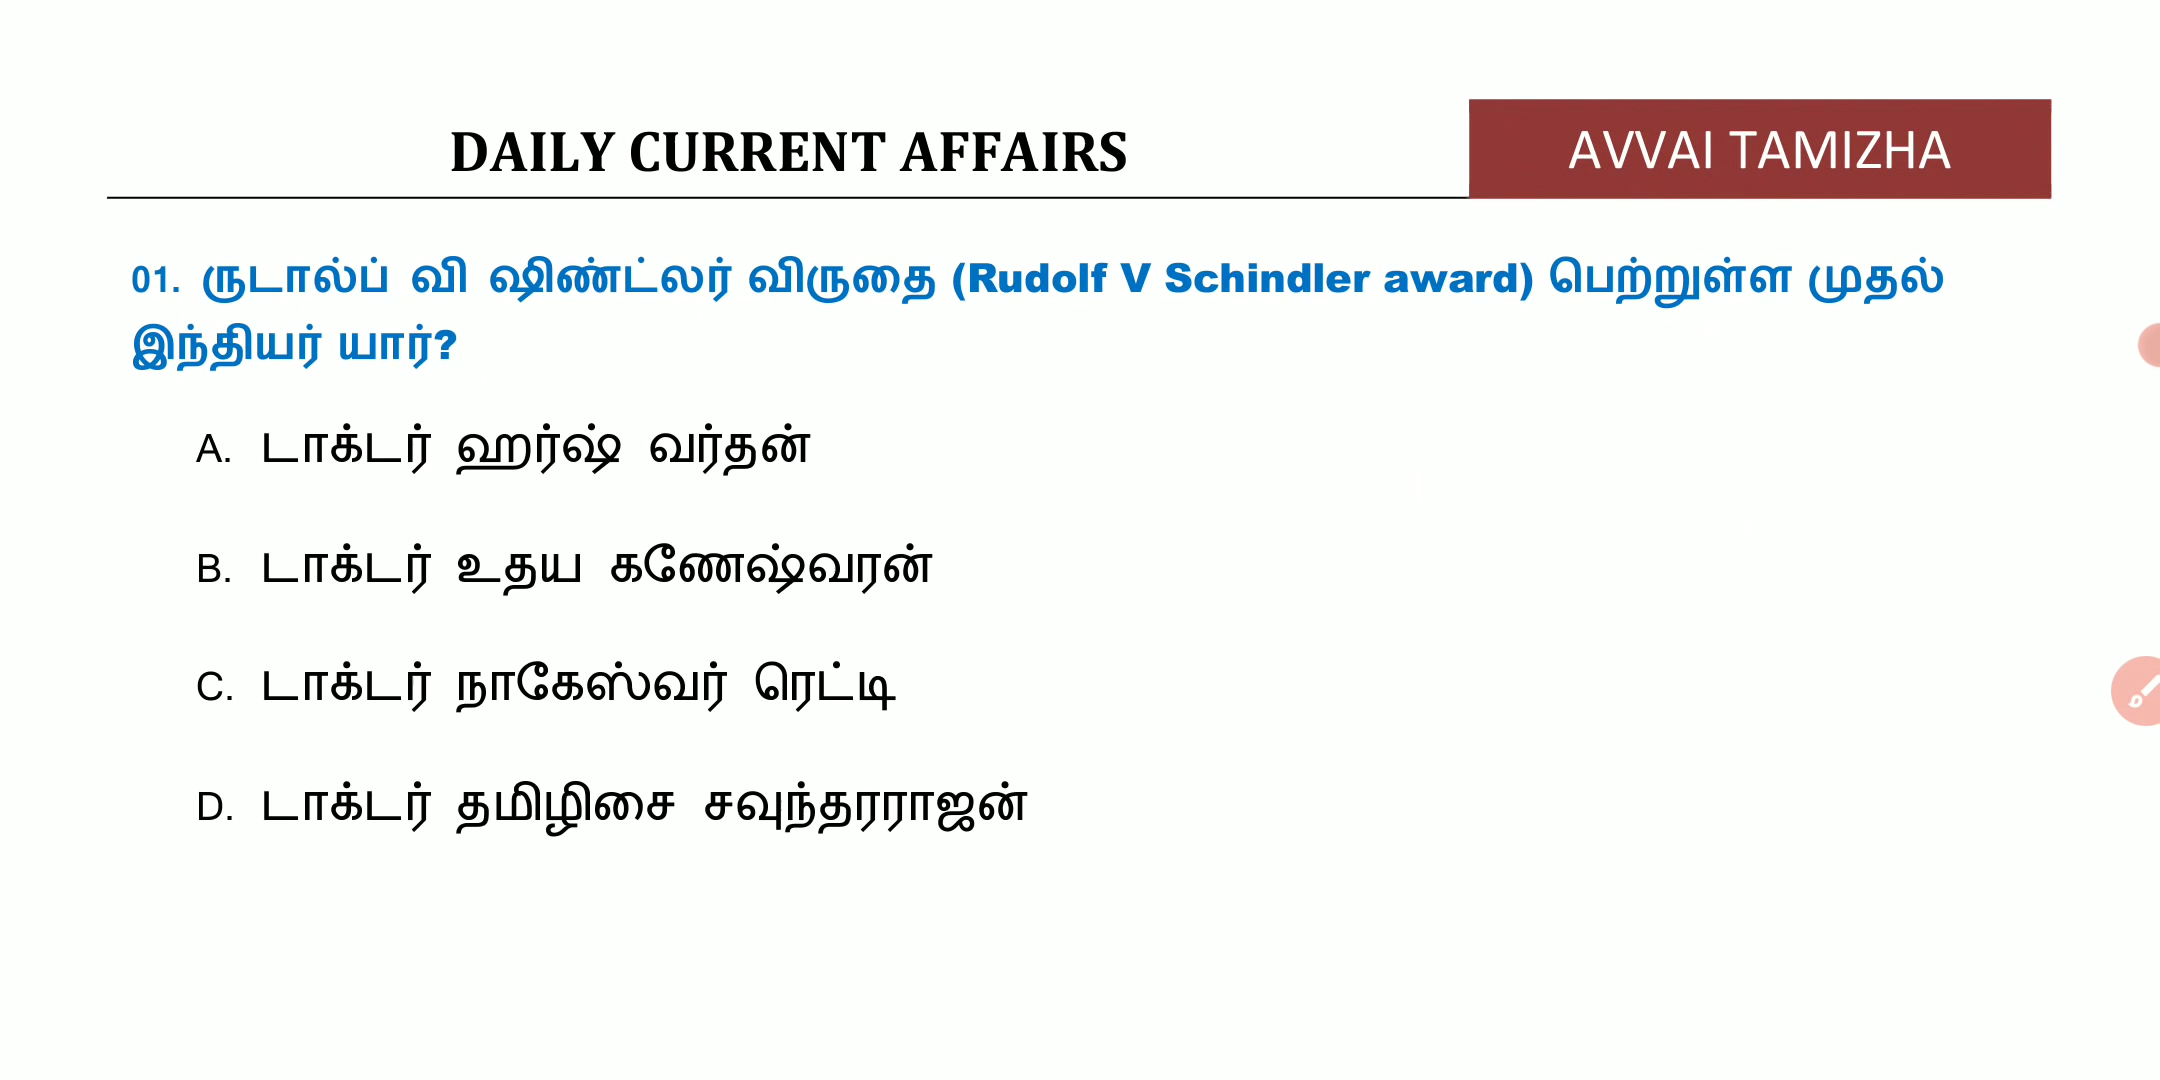 DAILY CURRENT AFFAIRS
AVVAI TAMIZHA
01. ருடால்ப் வி ஷிண்ட்லர் விருதை (Rudolf V Schindler award) பெற்றுள்ள முதல்
இந்தியர் யார்?
A. டாக்டர் ஹர்ஷ் வர்தன்
B. டாக்டர் உதய கணேஷ்வரன்
C. டாக்டர் நாகேஸ்வர் ரெட்டி
D. டாக்டர் தமிழிசை சவுந்தரராஜன்